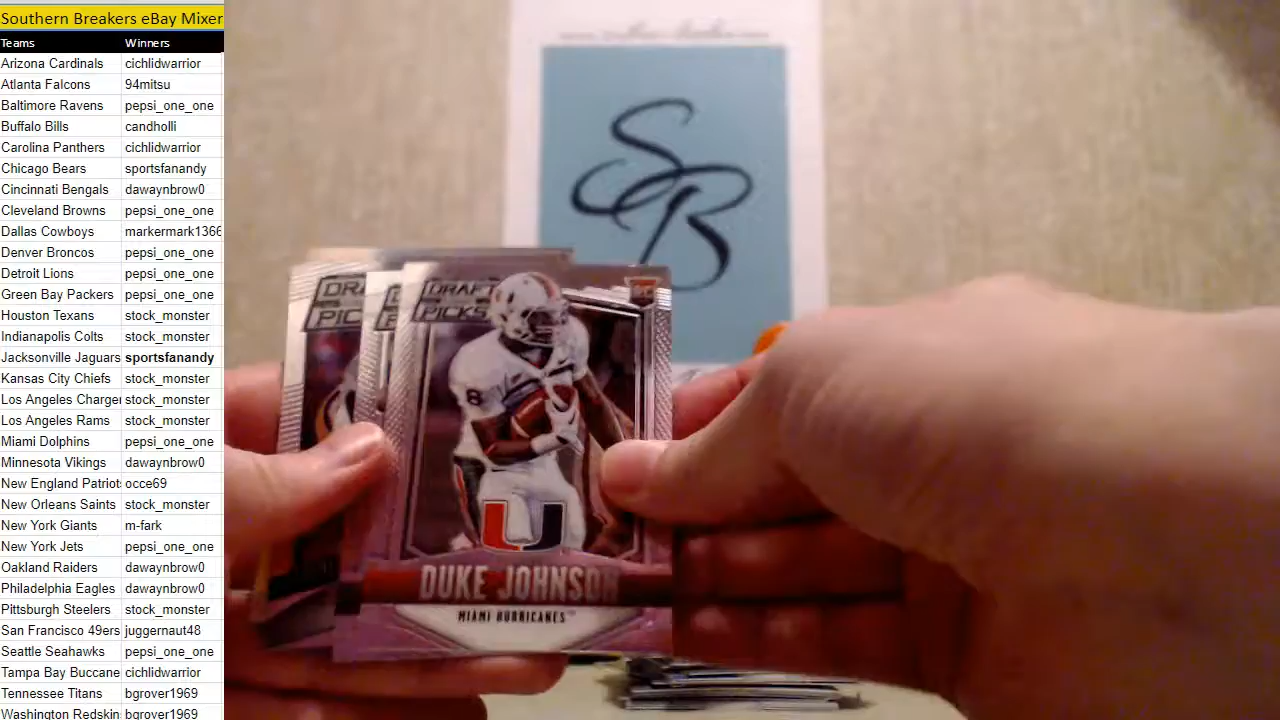 Southern Breakers eBay Mixer
Teams Winners
Arizona Cardinals cichlidwarrior
Atlanta Falcons 94mitsu
Baltimore Ravens pepsi_one_one
Buffalo Bills candholli
Carolina Panthers cichlidwarrior
Chicago Bears sportsfanandy
Cincinnati Bengals dawaynbrow0
Cleveland Browns pepsi_one_one
Dallas Cowboys markermark1366
Denver Broncos pepsi_one_one
Detroit Lions pepsi_one_one
Green Bay Packers pepsi_one_one
Houston Texans stock_monster
Indianapolis Colts stock_monster
Jacksonville Jaguars sportsfanandy
Kansas City Chiefs stock_monster
Los Angeles Charger stock_monster
Los Angeles Rams stock_monster
Miami Dolphins pepsi_one_one
Minnesota Vikings dawaynbrow0
New England Patriots occe69
New Orleans Saints stock_monster
New York Giants m-fark
New York Jets pepsi_one_one
Oakland Raiders dawaynbrow0
Philadelphia Eagles dawaynbrow0
Pittsburgh Steelers stock_monster
San Francisco 49ers juggernaut48
Seattle Seahawks pepsi_one_one
Tampa Bay Buccane cichlidwarrior
Tennessee Titans bgrover1969
Washington Redskin bgrover1969
SB
DRA
PIC
D
P
DRAFT
PICKS
RC
8
U
DUKE JOHNSON
MIAMI HURRICANES™